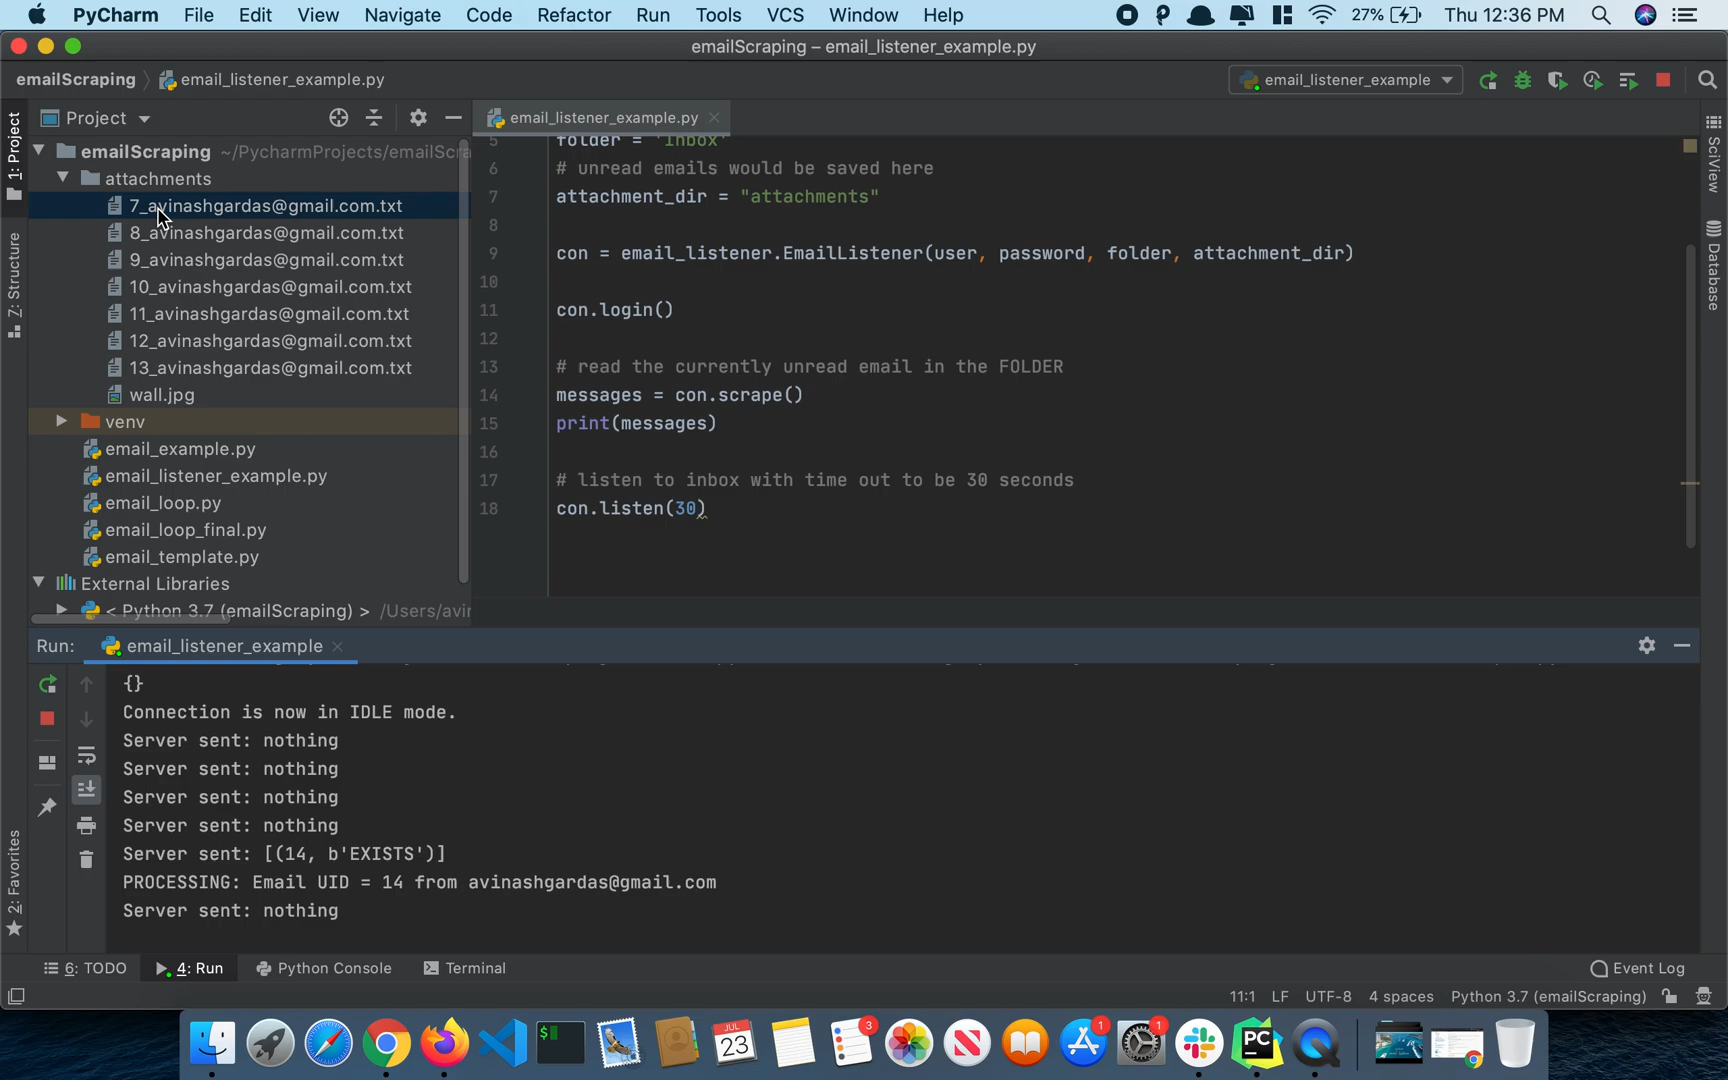 PyCharm File Edit View Navigate Code Refactor Run Tools VCS Window Help 27% Thu 12:36 PM
emailScraping – email_listener_example.py
emailScraping email_listener_example.py email_listener_example
Project email_listener_example.py
1: Project
7: Structure
2: Favorites
SciView
Database
emailScraping ~/PycharmProjects/emailScra
attachments
7_avinashgardas@gmail.com.txt
8_avinashgardas@gmail.com.txt
9_avinashgardas@gmail.com.txt
10_avinashgardas@gmail.com.txt
11_avinashgardas@gmail.com.txt
12_avinashgardas@gmail.com.txt
13_avinashgardas@gmail.com.txt
wall.jpg
venv
email_example.py
email_listener_example.py
email_loop.py
email_loop_final.py
email_template.py
External Libraries
< Python 3.7 (emailScraping) > /Users/avi
5 folder = 'Inbox'
6 # unread emails would be saved here
7 attachment_dir = "attachments"
8
9 con = email_listener.EmailListener(user, password, folder, attachment_dir)
10
11 con.login()
12
13 # read the currently unread email in the FOLDER
14 messages = con.scrape()
15 print(messages)
16
17 # listen to inbox with time out to be 30 seconds
18 con.listen(30)
Run: email_listener_example
{}
Connection is now in IDLE mode.
Server sent: nothing
Server sent: nothing
Server sent: nothing
Server sent: nothing
Server sent: [(14, b'EXISTS')]
PROCESSING: Email UID = 14 from avinashgardas@gmail.com
Server sent: nothing
6: TODO 4: Run Python Console Terminal Event Log
11:1 LF UTF-8 4 spaces Python 3.7 (emailScraping)
$ JUL 23 3 1 1 PC